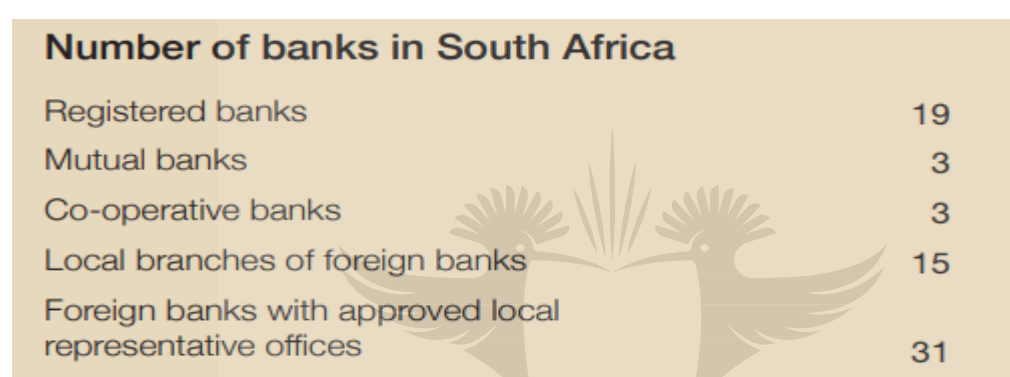 Number of banks in South Africa
Registered banks 19
Mutual banks 3
Co-operative banks 3
Local branches of foreign banks 15
Foreign banks with approved local
representative offices 31